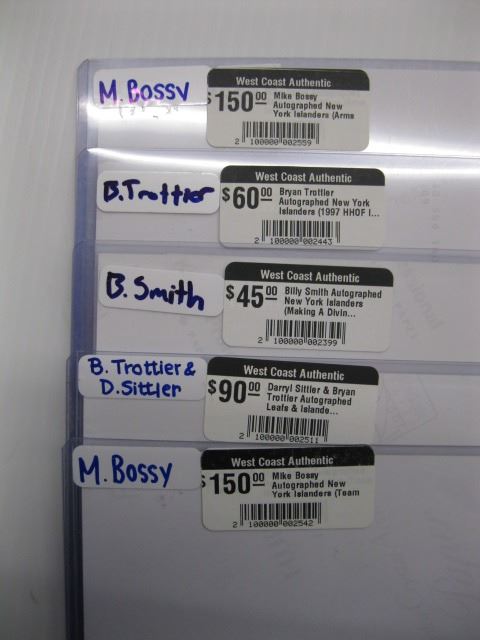 M. Bossy
West Coast Authentic
$150.00 Mike Bossy
Autographed New
York Islanders (Arms
2 100000 002559
B. Trottier
West Coast Authentic
$60.00 Bryan Trottier
Autographed New York
Islanders (1997 HHOF I...
2 100000 002443
B. Smith
West Coast Authentic
$45.00 Billy Smith Autographed
New York Islanders
(Making A Divin...
2 100000 002399
B. Trottier &
D. Sittler
West Coast Authentic
$90.00 Darryl Sittler & Bryan
Trottier Autographed
Leafs & Islande...
2 100000 002511
M. Bossy
West Coast Authentic
$150.00 Mike Bossy
Autographed New
York Islanders (Team
2 100000 002542